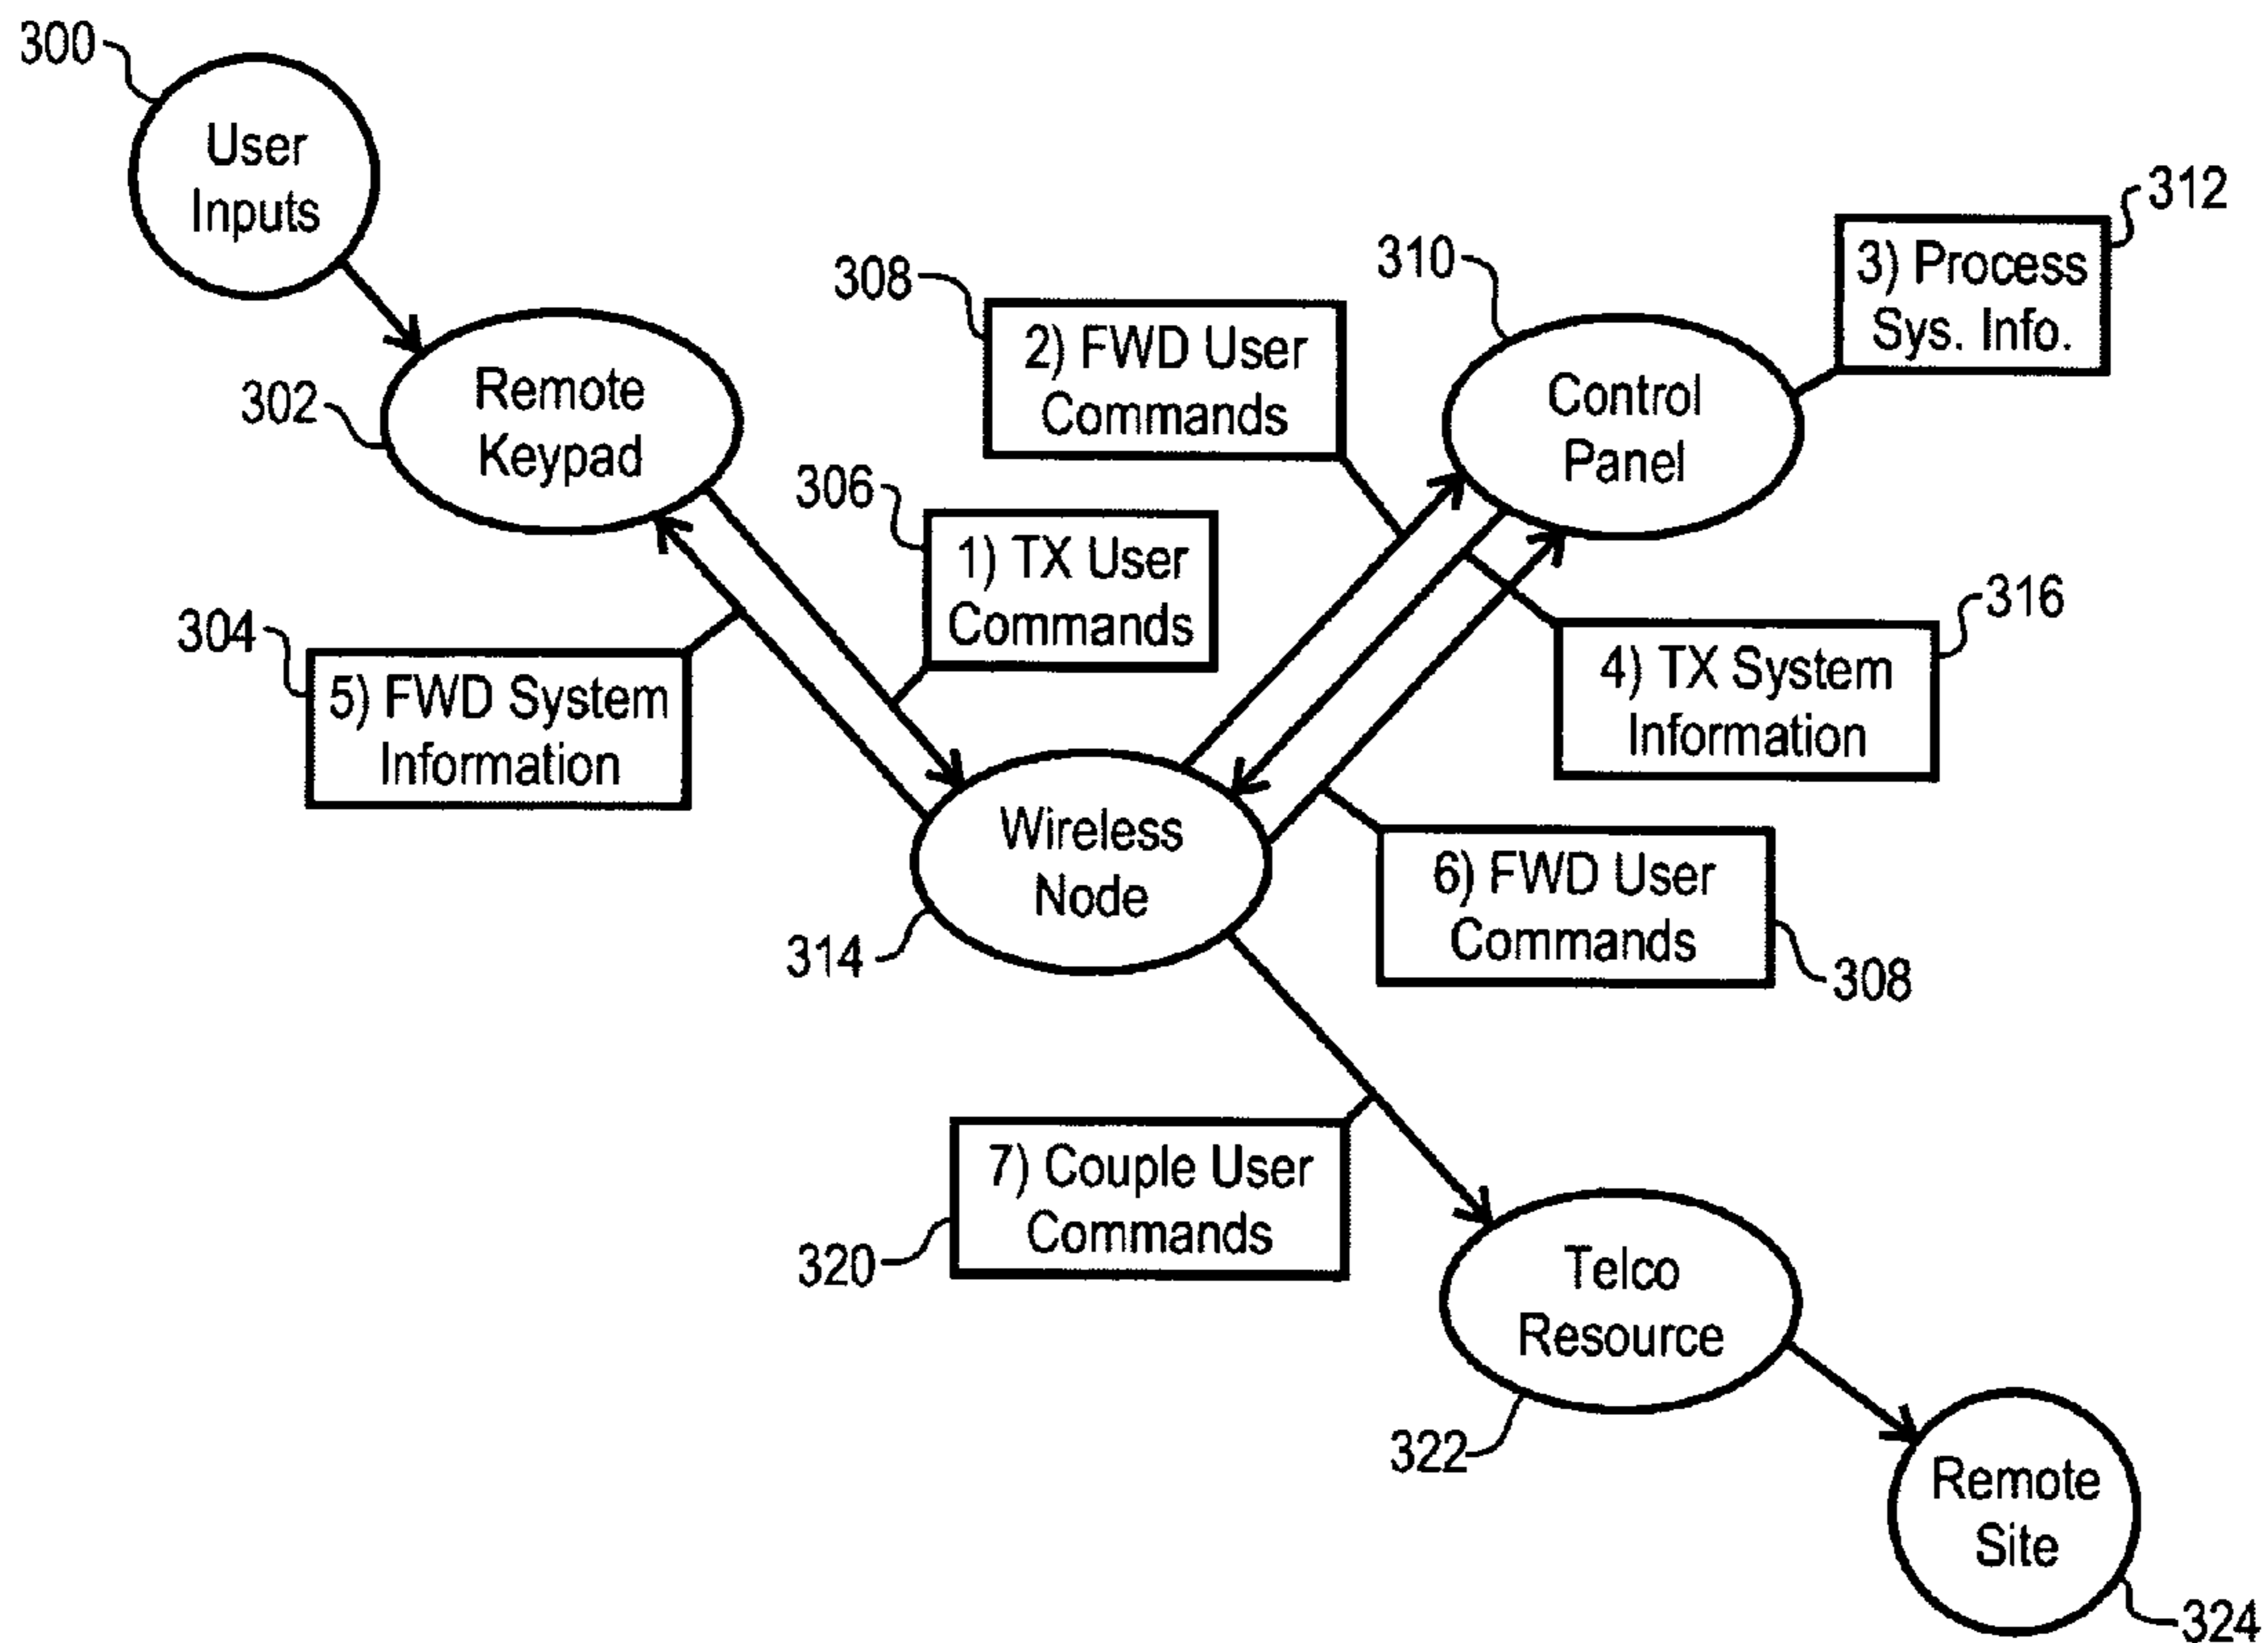 300
User
Inputs
302
Remote
Keypad
304
5) FWD System
Information
306
1) TX User
Commands
308
2) FWD User
Commands
310
Control
Panel
312
3) Process
Sys. Info.
316
4) TX System
Information
314
Wireless
Node
6) FWD User
Commands
308
320
7) Couple User
Commands
322
Telco
Resource
Remote
Site
324